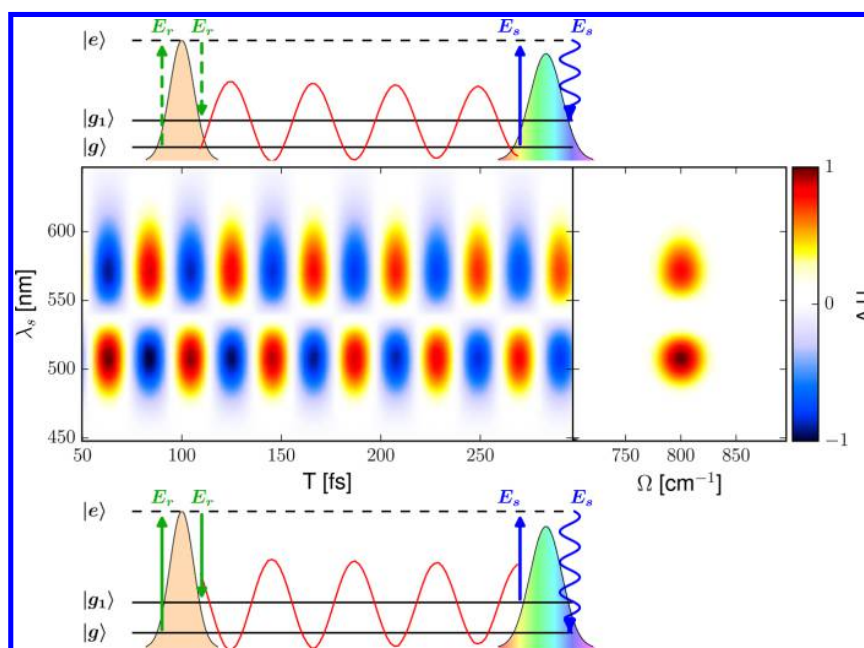 E_r E_r E_s E_s
|e⟩
|g₁⟩
|g⟩
1
600
550
0
λ_s [nm]
500
450
−1
50 100 150 200 250 750 800 850
T [fs] Ω [cm⁻¹]
E_r E_r E_s E_s
|e⟩
|g₁⟩
|g⟩